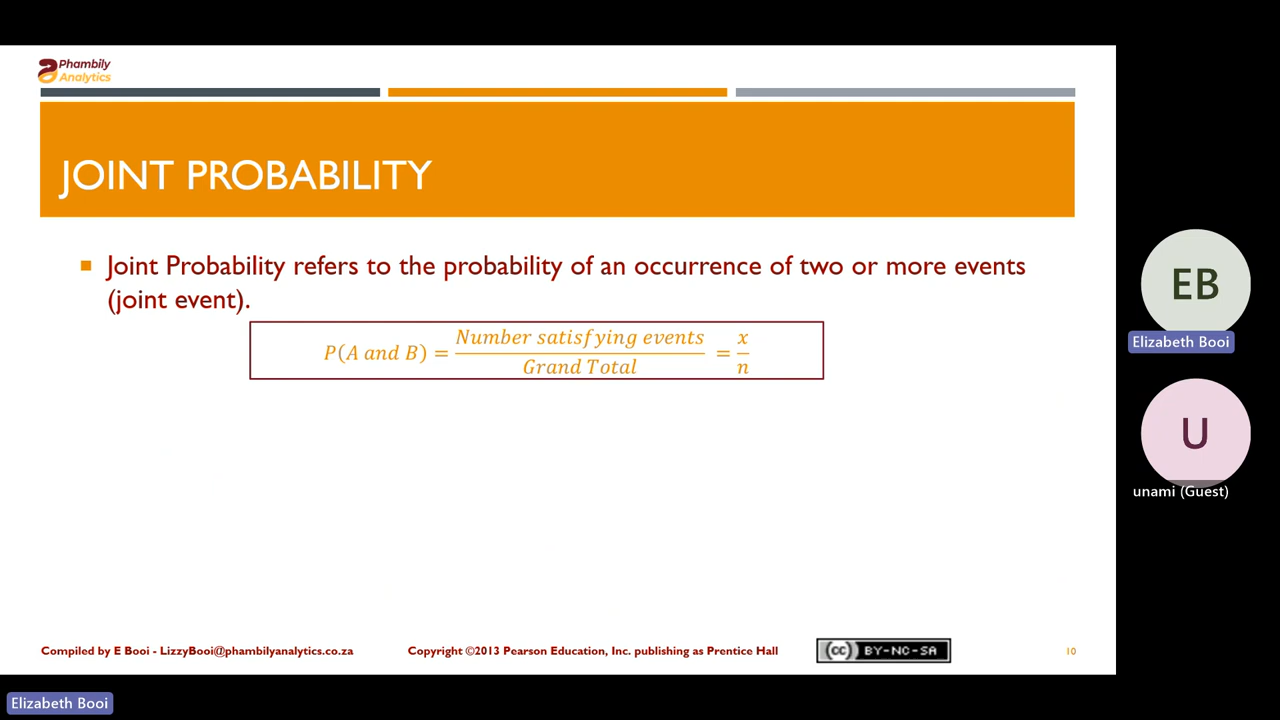 Phambily
Analytics
JOINT PROBABILITY
Joint Probability refers to the probability of an occurrence of two or more events
(joint event).
P(A and B) = Number satisfying events / Grand Total = x / n
EB
Elizabeth Booi
U
unami (Guest)
Compiled by E Booi - LizzyBooi@phambilyanalytics.co.za
Copyright ©2013 Pearson Education, Inc. publishing as Prentice Hall
cc BY-NC-SA
10
Elizabeth Booi